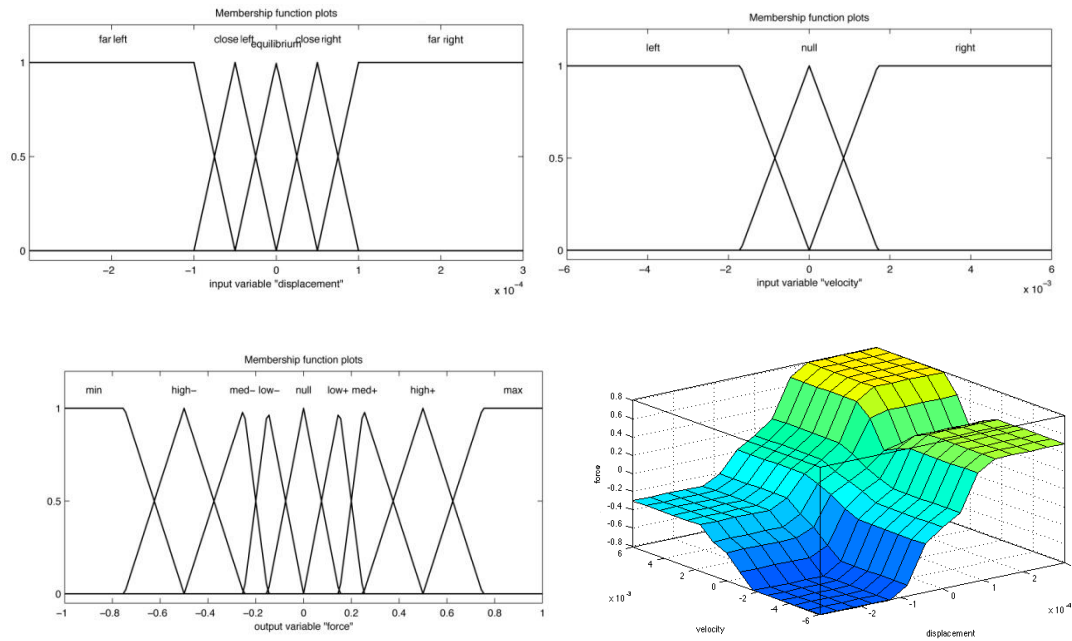 Membership function plots
far left close left equilibrium close right far right
1
0.5
0
−2 −1 0 1 2 3
input variable "displacement"
x 10⁻⁴
Membership function plots
left null right
1
0.5
0
−6 −4 −2 0 2 4 6
input variable "velocity"
x 10⁻³
Membership function plots
min high− med− low− null low+ med+ high+ max
1
0.5
0
−1 −0.8 −0.6 −0.4 −0.2 0 0.2 0.4 0.6 0.8 1
output variable "force"
0.8
0.6
0.4
0.2
0
-0.2
-0.4
-0.6
-0.8
force
6
4
2
0
-2
-4
-6
x 10⁻³
velocity
-2
-1
0
1
2
x 10⁻⁴
displacement